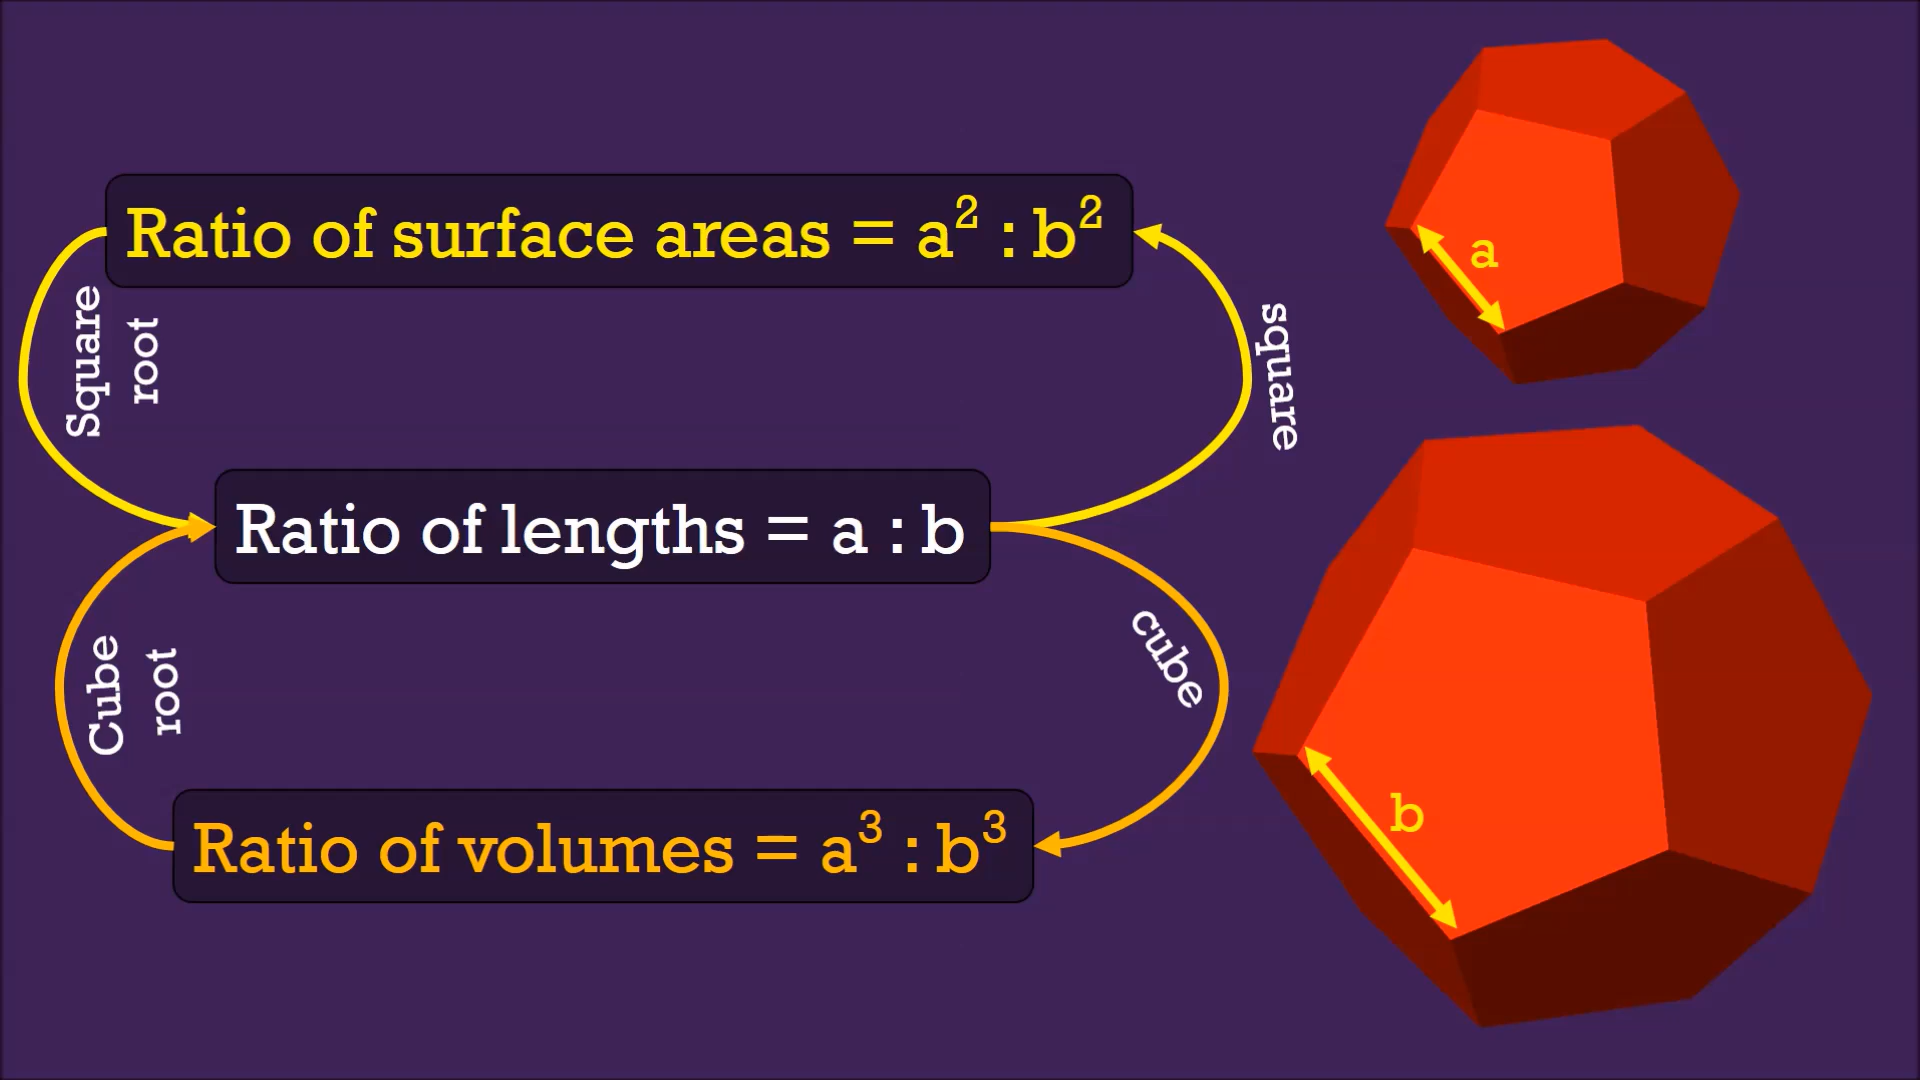 Ratio of surface areas = a² : b²
Square
root
square
a
Ratio of lengths = a : b
Cube
root
cube
b
Ratio of volumes = a³ : b³